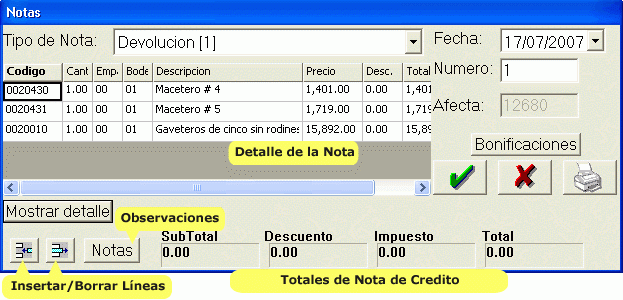 Notas
Tipo de Nota: Devolucion [1] Fecha: 17/07/2007
Numero: 1
Afecta: 12680
Codigo Cant Emp. Bode Descripcion Precio Desc. Total
0020430 1.00 00 01 Macetero # 4 1,401.00 0.00 1,401
0020431 1.00 00 01 Macetero # 5 1,719.00 0.00 1,719
0020010 1.00 00 01 Gaveteros de cinco sin rodines 15,892.00 0.00 15,892
Detalle de la Nota
Bonificaciones
Mostrar detalle
Observaciones
Notas
SubTotal Descuento Impuesto Total
0.00 0.00 0.00 0.00
Insertar/Borrar Líneas
Totales de Nota de Credito